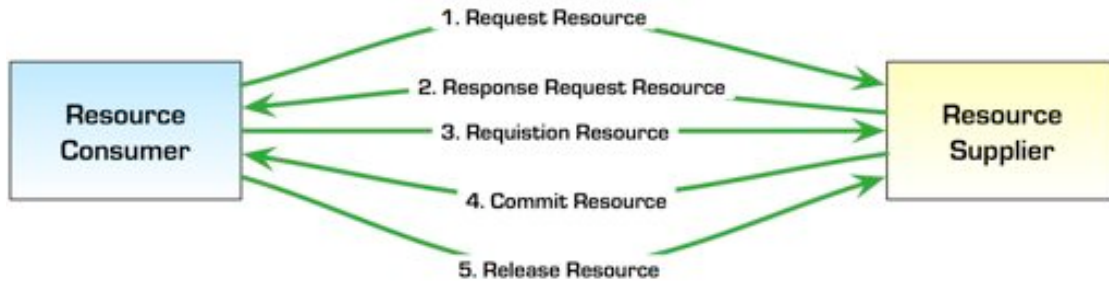 1. Request Resource
Resource
Consumer
2. Response Request Resource
3. Requistion Resource
4. Commit Resource
5. Release Resource
Resource
Supplier